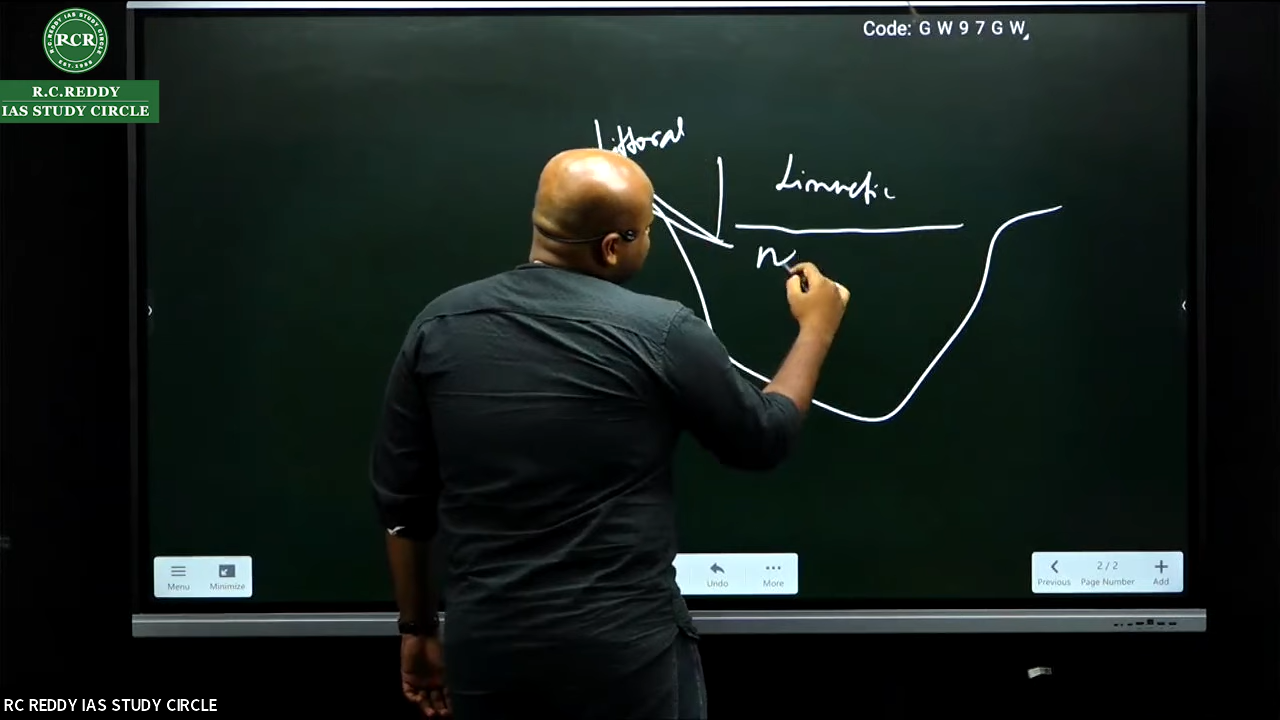 Code: G W 9 7 G W
RCR
R.C.REDDY
IAS STUDY CIRCLE
Littoral
Limnetic
Menu
Minimize
Undo
More
Previous
2 / 2
Page Number
Add
RC REDDY IAS STUDY CIRCLE